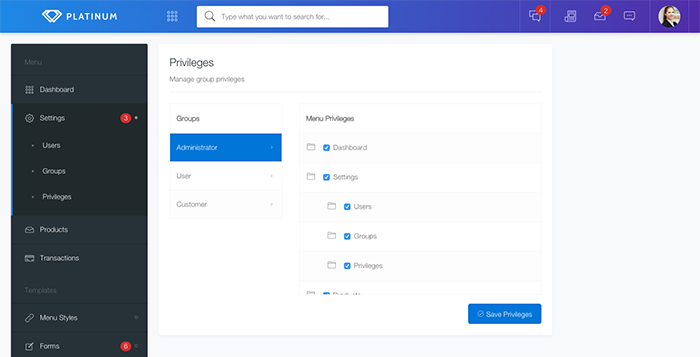 PLATINUM
Type what you want to search for...
4
2
Menu
Dashboard
Settings
3
Users
Groups
Privileges
Products
Transactions
Templates
Menu Styles
Forms
6
Privileges
Manage group privileges
Groups
Administrator
User
Customer
Menu Privileges
Dashboard
Settings
Users
Groups
Privileges
Products
Save Privileges